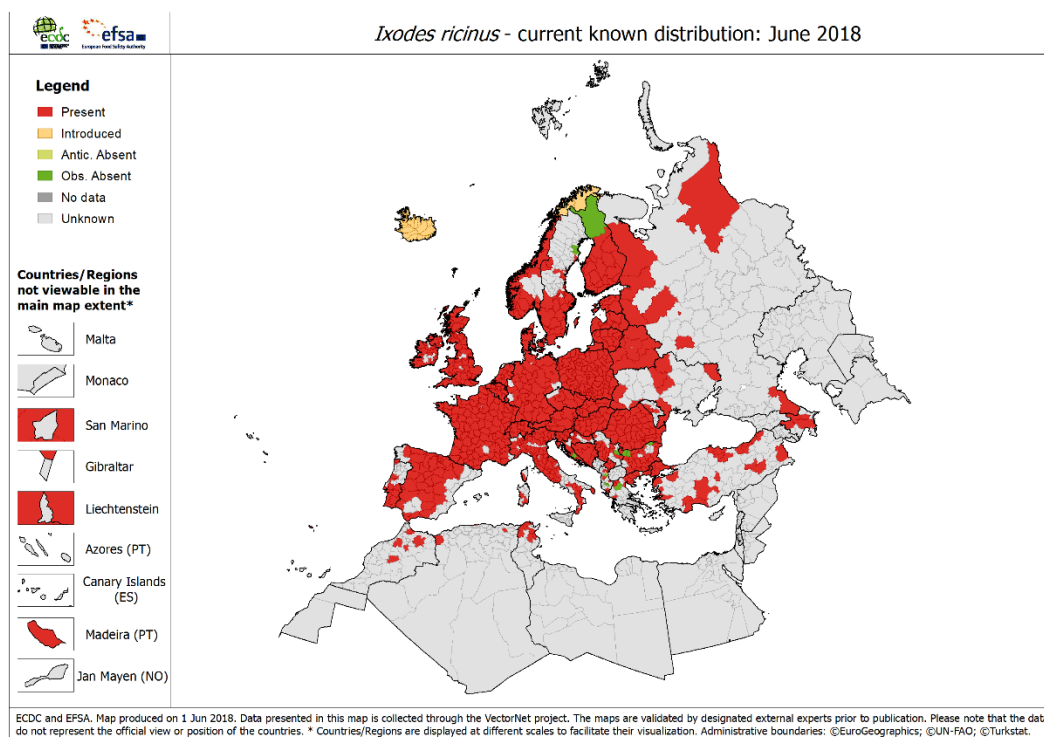 ecdc
efsa
European Food Safety Authority
Ixodes ricinus - current known distribution: June 2018
Legend
Present
Introduced
Antic. Absent
Obs. Absent
No data
Unknown
Countries/Regions
not viewable in the
main map extent*
Malta
Monaco
San Marino
Gibraltar
Liechtenstein
Azores (PT)
Canary Islands
(ES)
Madeira (PT)
Jan Mayen (NO)
ECDC and EFSA. Map produced on 1 Jun 2018. Data presented in this map is collected through the VectorNet project. The maps are validated by designated external experts prior to publication. Please note that the dat
do not represent the official view or position of the countries. * Countries/Regions are displayed at different scales to facilitate their visualization. Administrative boundaries: ©EuroGeographics; ©UN-FAO; ©Turkstat.